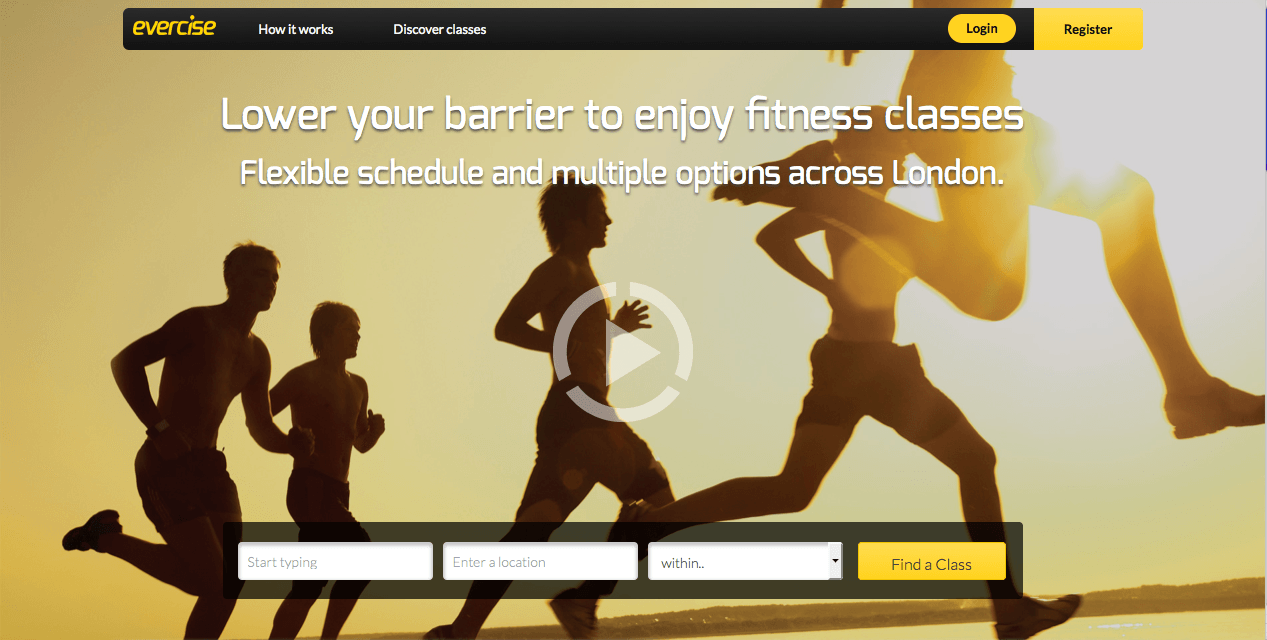 evercise
How it works
Discover classes
Login
Register
Lower your barrier to enjoy fitness classes
Flexible schedule and multiple options across London.
Start typing
Enter a location
within..
Find a Class